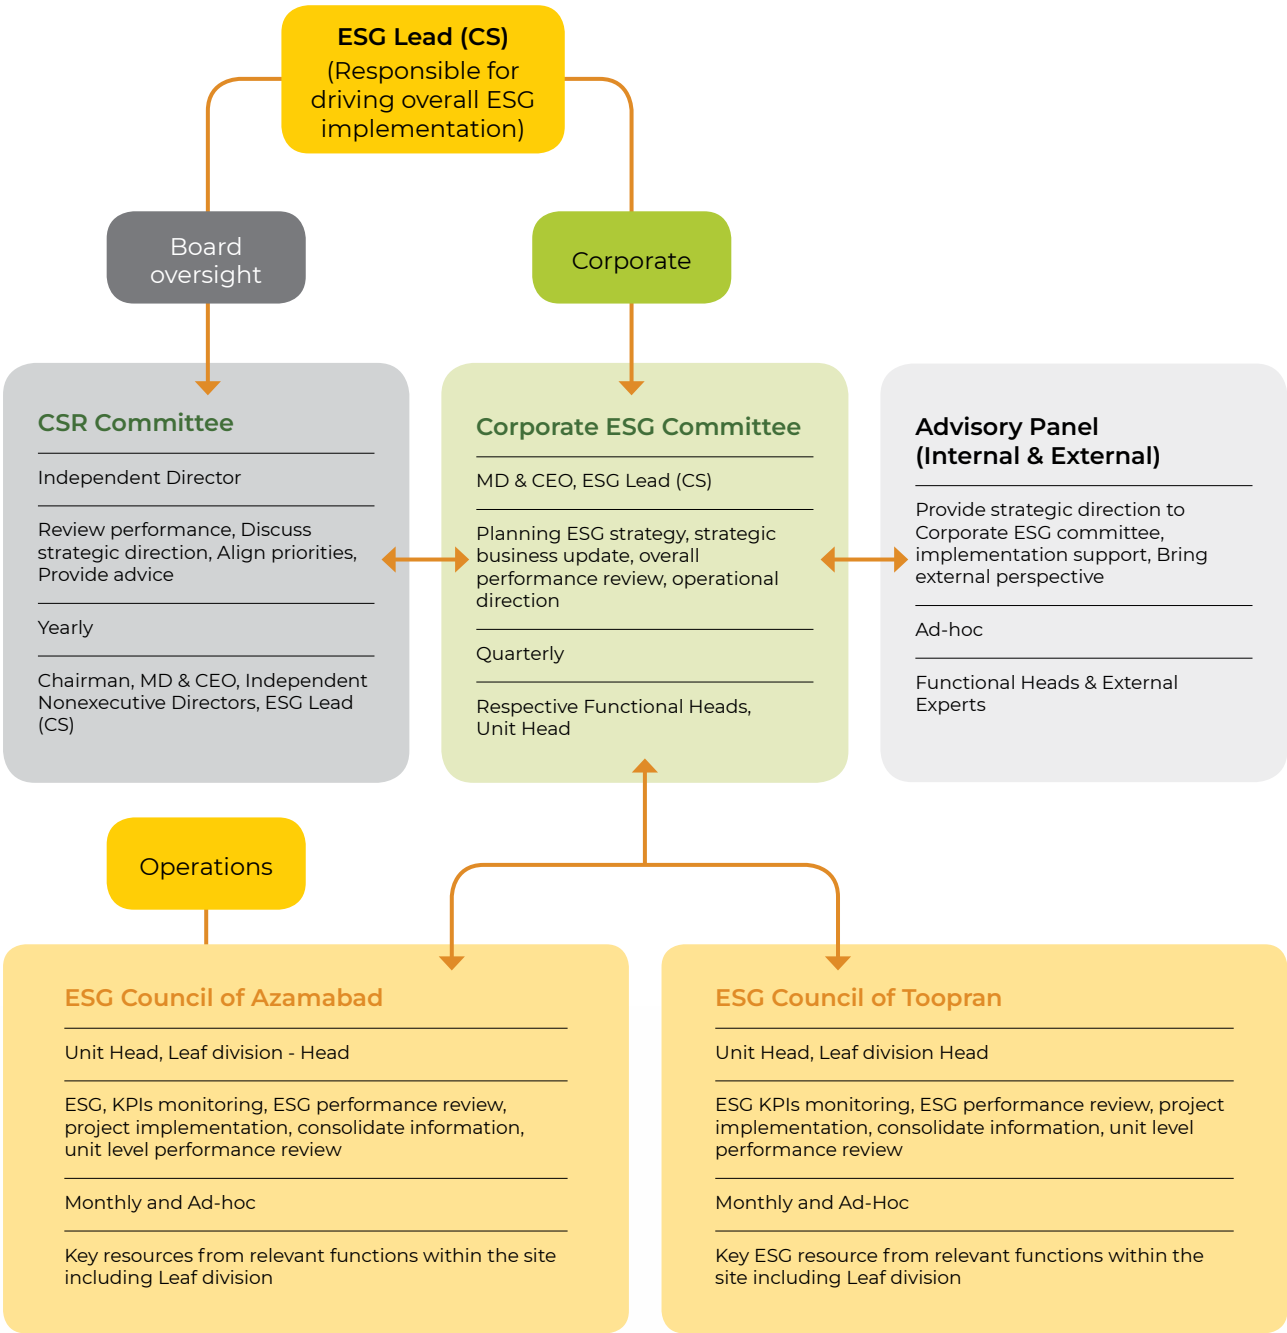 ESG Lead (CS)
(Responsible for
driving overall ESG
implementation)
Board
oversight
Corporate
CSR Committee
Independent Director
Review performance, Discuss
strategic direction, Align priorities,
Provide advice
Yearly
Chairman, MD & CEO, Independent
Nonexecutive Directors, ESG Lead
(CS)
Corporate ESG Committee
MD & CEO, ESG Lead (CS)
Planning ESG strategy, strategic
business update, overall
performance review, operational
direction
Quarterly
Respective Functional Heads,
Unit Head
Advisory Panel
(Internal & External)
Provide strategic direction to
Corporate ESG committee,
implementation support, Bring
external perspective
Ad-hoc
Functional Heads & External
Experts
Operations
ESG Council of Azamabad
Unit Head, Leaf division - Head
ESG, KPIs monitoring, ESG performance review,
project implementation, consolidate information,
unit level performance review
Monthly and Ad-hoc
Key resources from relevant functions within the site
including Leaf division
ESG Council of Toopran
Unit Head, Leaf division Head
ESG KPIs monitoring, ESG performance review, project
implementation, consolidate information, unit level
performance review
Monthly and Ad-Hoc
Key ESG resource from relevant functions within the
site including Leaf division